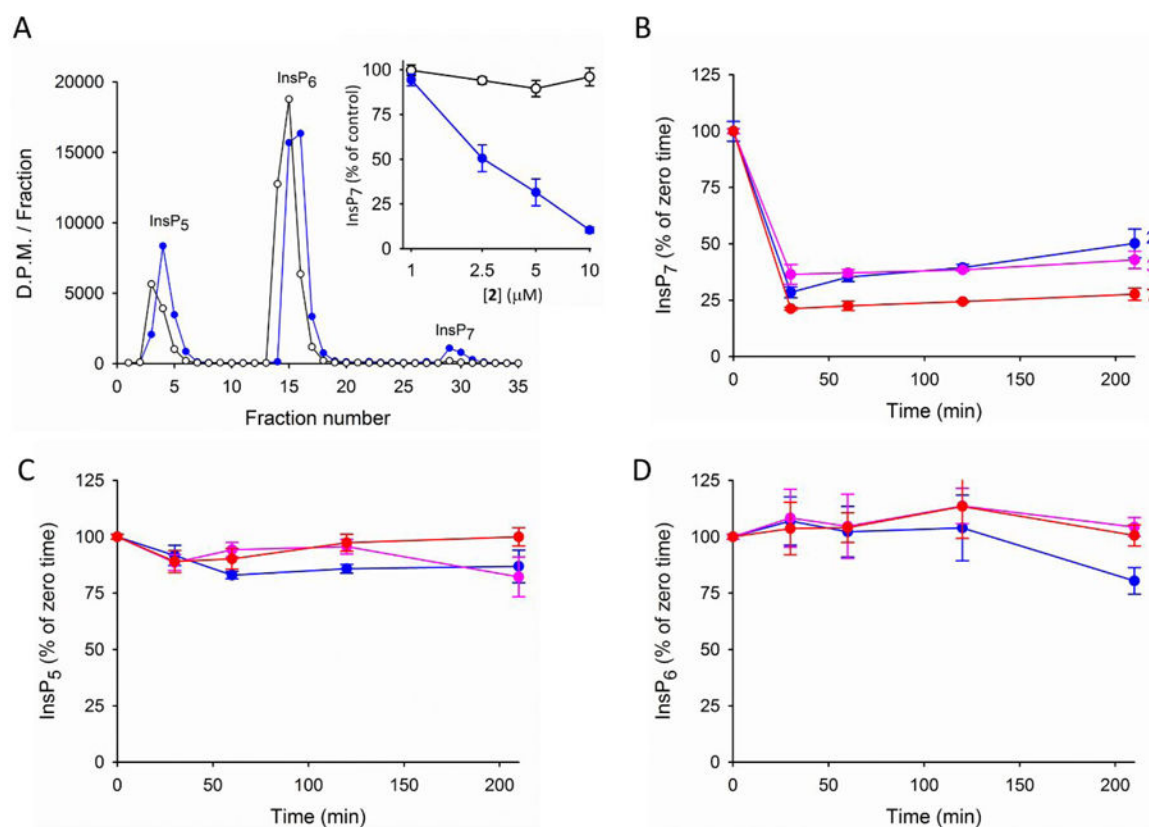 A
InsP6
InsP5
InsP7
D.P.M. / Fraction
20000
15000
10000
5000
0
0 5 10 15 20 25 30 35
Fraction number
InsP7 (% of control)
100
75
50
25
0
1 2.5 5 10
[2] (μM)
B
InsP7 (% of zero time)
125
100
75
50
25
0
0 50 100 150 200
Time (min)
C
InsP5 (% of zero time)
125
100
75
50
25
0
0 50 100 150 200
Time (min)
D
InsP6 (% of zero time)
125
100
75
50
25
0
0 50 100 150 200
Time (min)